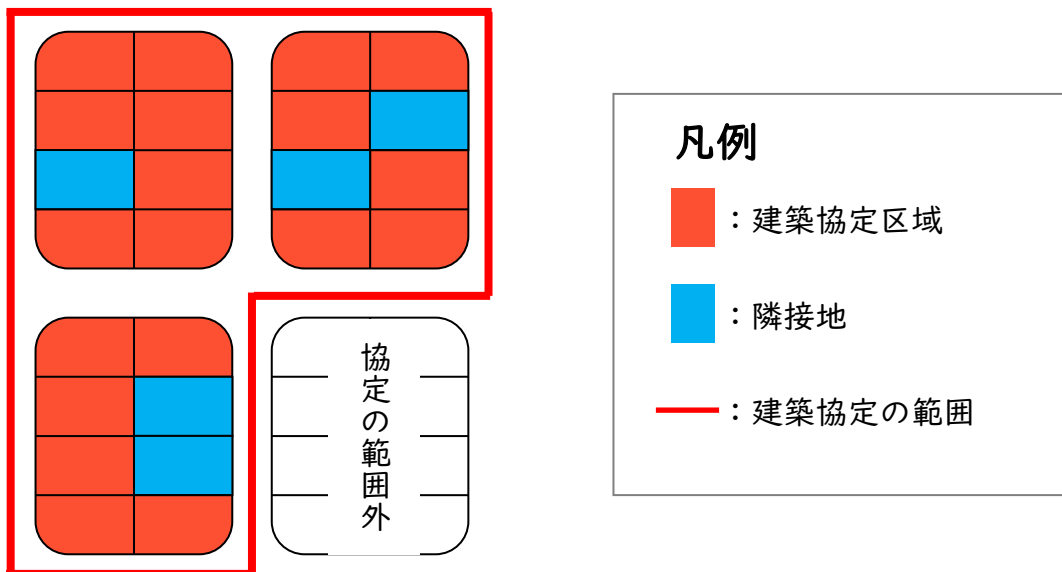 協定の範囲外
凡例
：建築協定区域
：隣接地
：建築協定の範囲